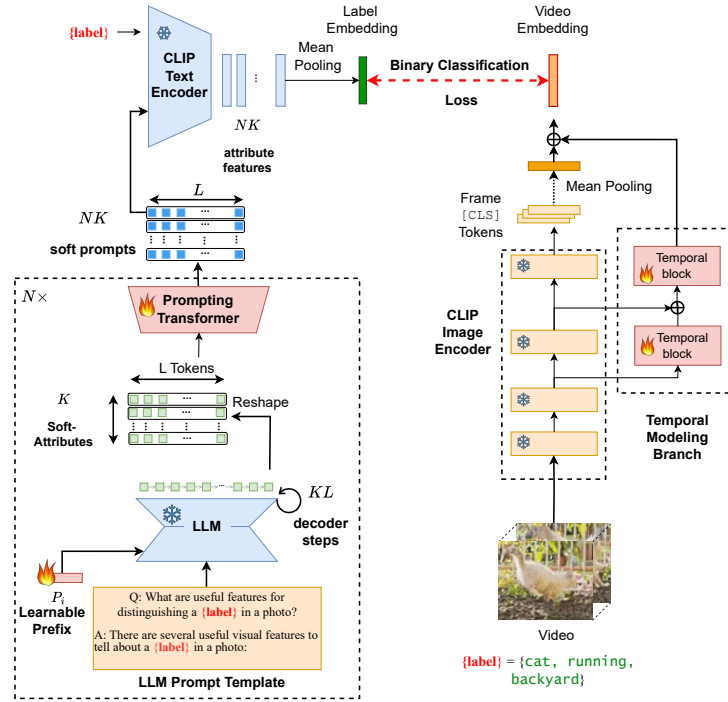 {label}
CLIP
Text
Encoder
Mean
Pooling
Label
Embedding
Binary Classification
Loss
Video
Embedding
NK
attribute
features
NK
soft prompts
L
N×
Prompting
Transformer
L Tokens
K
Soft-
Attributes
Reshape
KL
decoder
steps
LLM
P_i
Learnable
Prefix
Q: What are useful features for
distinguishing a {label} in a photo?
A: There are several useful visual features to
tell about a {label} in a photo:
LLM Prompt Template
Mean Pooling
Frame
[CLS]
Tokens
CLIP
Image
Encoder
Temporal
block
Temporal
block
Temporal
Modeling
Branch
Video
{label} = {cat, running,
backyard}